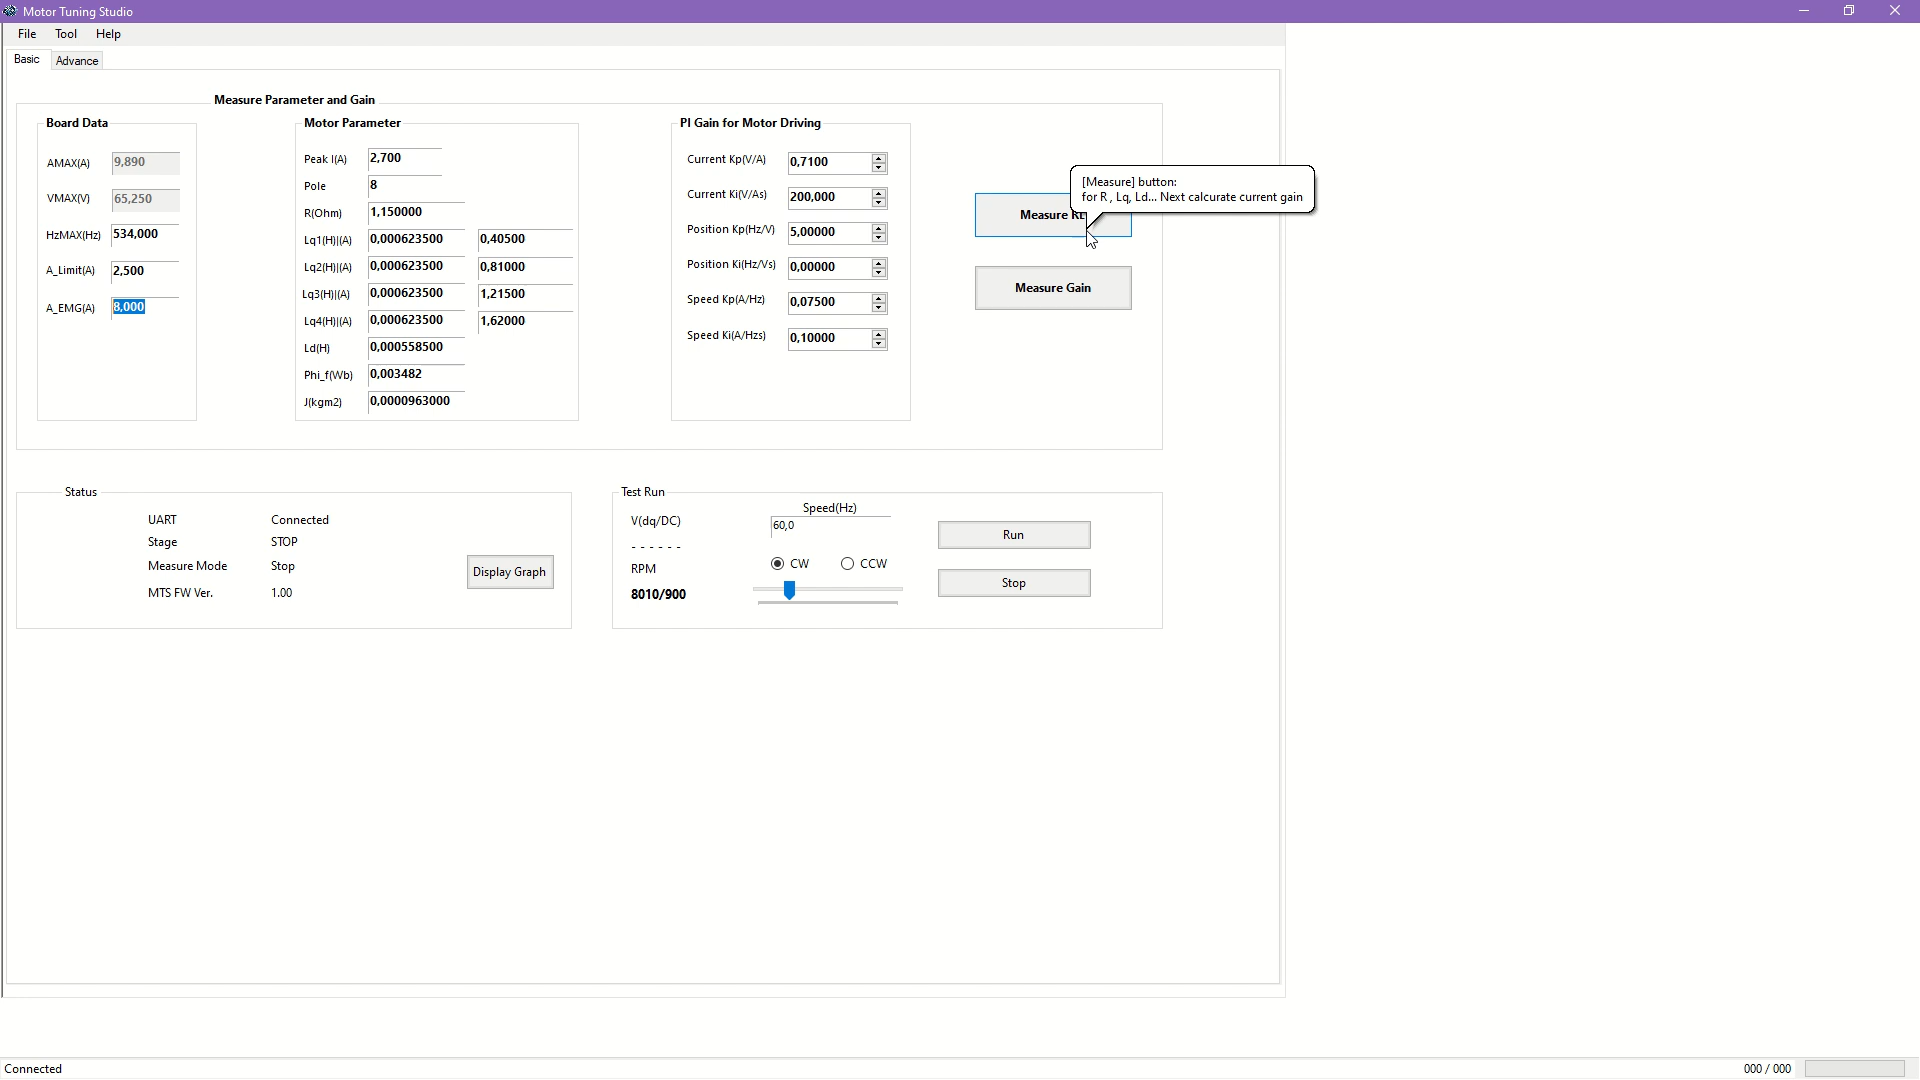 Motor Tuning Studio
File Tool Help
Basic Advance
Measure Parameter and Gain
Board Data
AMAX(A) 9,890
VMAX(V) 65,250
HzMAX(Hz) 534,000
A_Limit(A) 2,500
A_EMG(A) 8,000
Motor Parameter
Peak I(A) 2,700
Pole 8
R(Ohm) 1,150000
Lq1(H)|(A) 0,000623500 0,40500
Lq2(H)|(A) 0,000623500 0,81000
Lq3(H)|(A) 0,000623500 1,21500
Lq4(H)|(A) 0,000623500 1,62000
Ld(H) 0,000558500
Phi_f(Wb) 0,003482
J(kgm2) 0,0000963000
PI Gain for Motor Driving
Current Kp(V/A) 0,7100
Current Ki(V/As) 200,000
Position Kp(Hz/V) 5,00000
Position Ki(Hz/Vs) 0,00000
Speed Kp(A/Hz) 0,07500
Speed Ki(A/Hzs) 0,10000
[Measure] button:
for R , Lq, Ld... Next calcurate current gain
Measure
Measure Gain
Status
UART Connected
Stage STOP
Measure Mode Stop
MTS FW Ver. 1.00
Display Graph
Test Run
V(dq/DC)
- - - - - -
RPM
8010/900
Speed(Hz)
60,0
CW CCW
Run
Stop
Connected 000 / 000